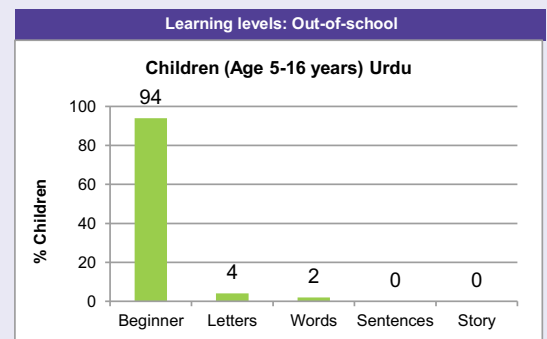 Learning levels: Out-of-school
Children (Age 5-16 years) Urdu
% Children
100
80
60
40
20
0
94
4
2
0
0
Beginner Letters Words Sentences Story